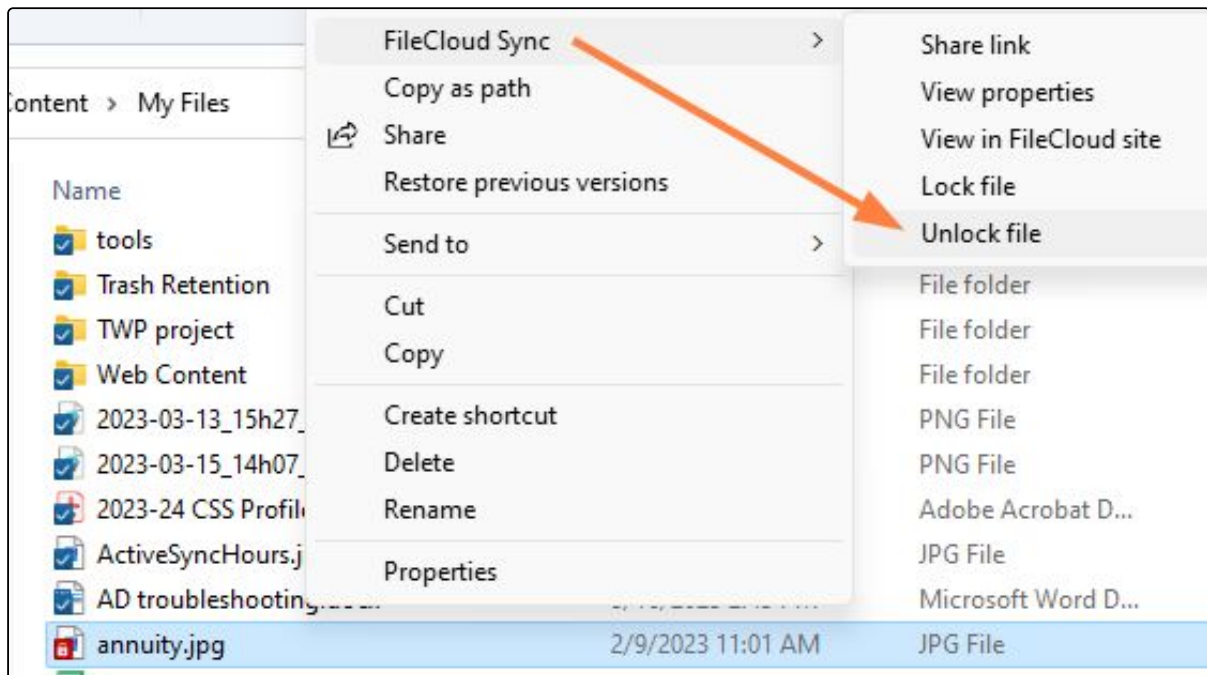 FileCloud Sync
Copy as path
Share
Restore previous versions
Send to
Cut
Copy
Create shortcut
Delete
Rename
Properties
Share link
View properties
View in FileCloud site
Lock file
Unlock file
Content > My Files
Name
tools
Trash Retention File folder
TWP project File folder
Web Content File folder
2023-03-13_15h27_ PNG File
2023-03-15_14h07_ PNG File
2023-24 CSS Profil Adobe Acrobat D...
ActiveSyncHours.j JPG File
AD troubleshooting Microsoft Word D...
annuity.jpg 2/9/2023 11:01 AM JPG File